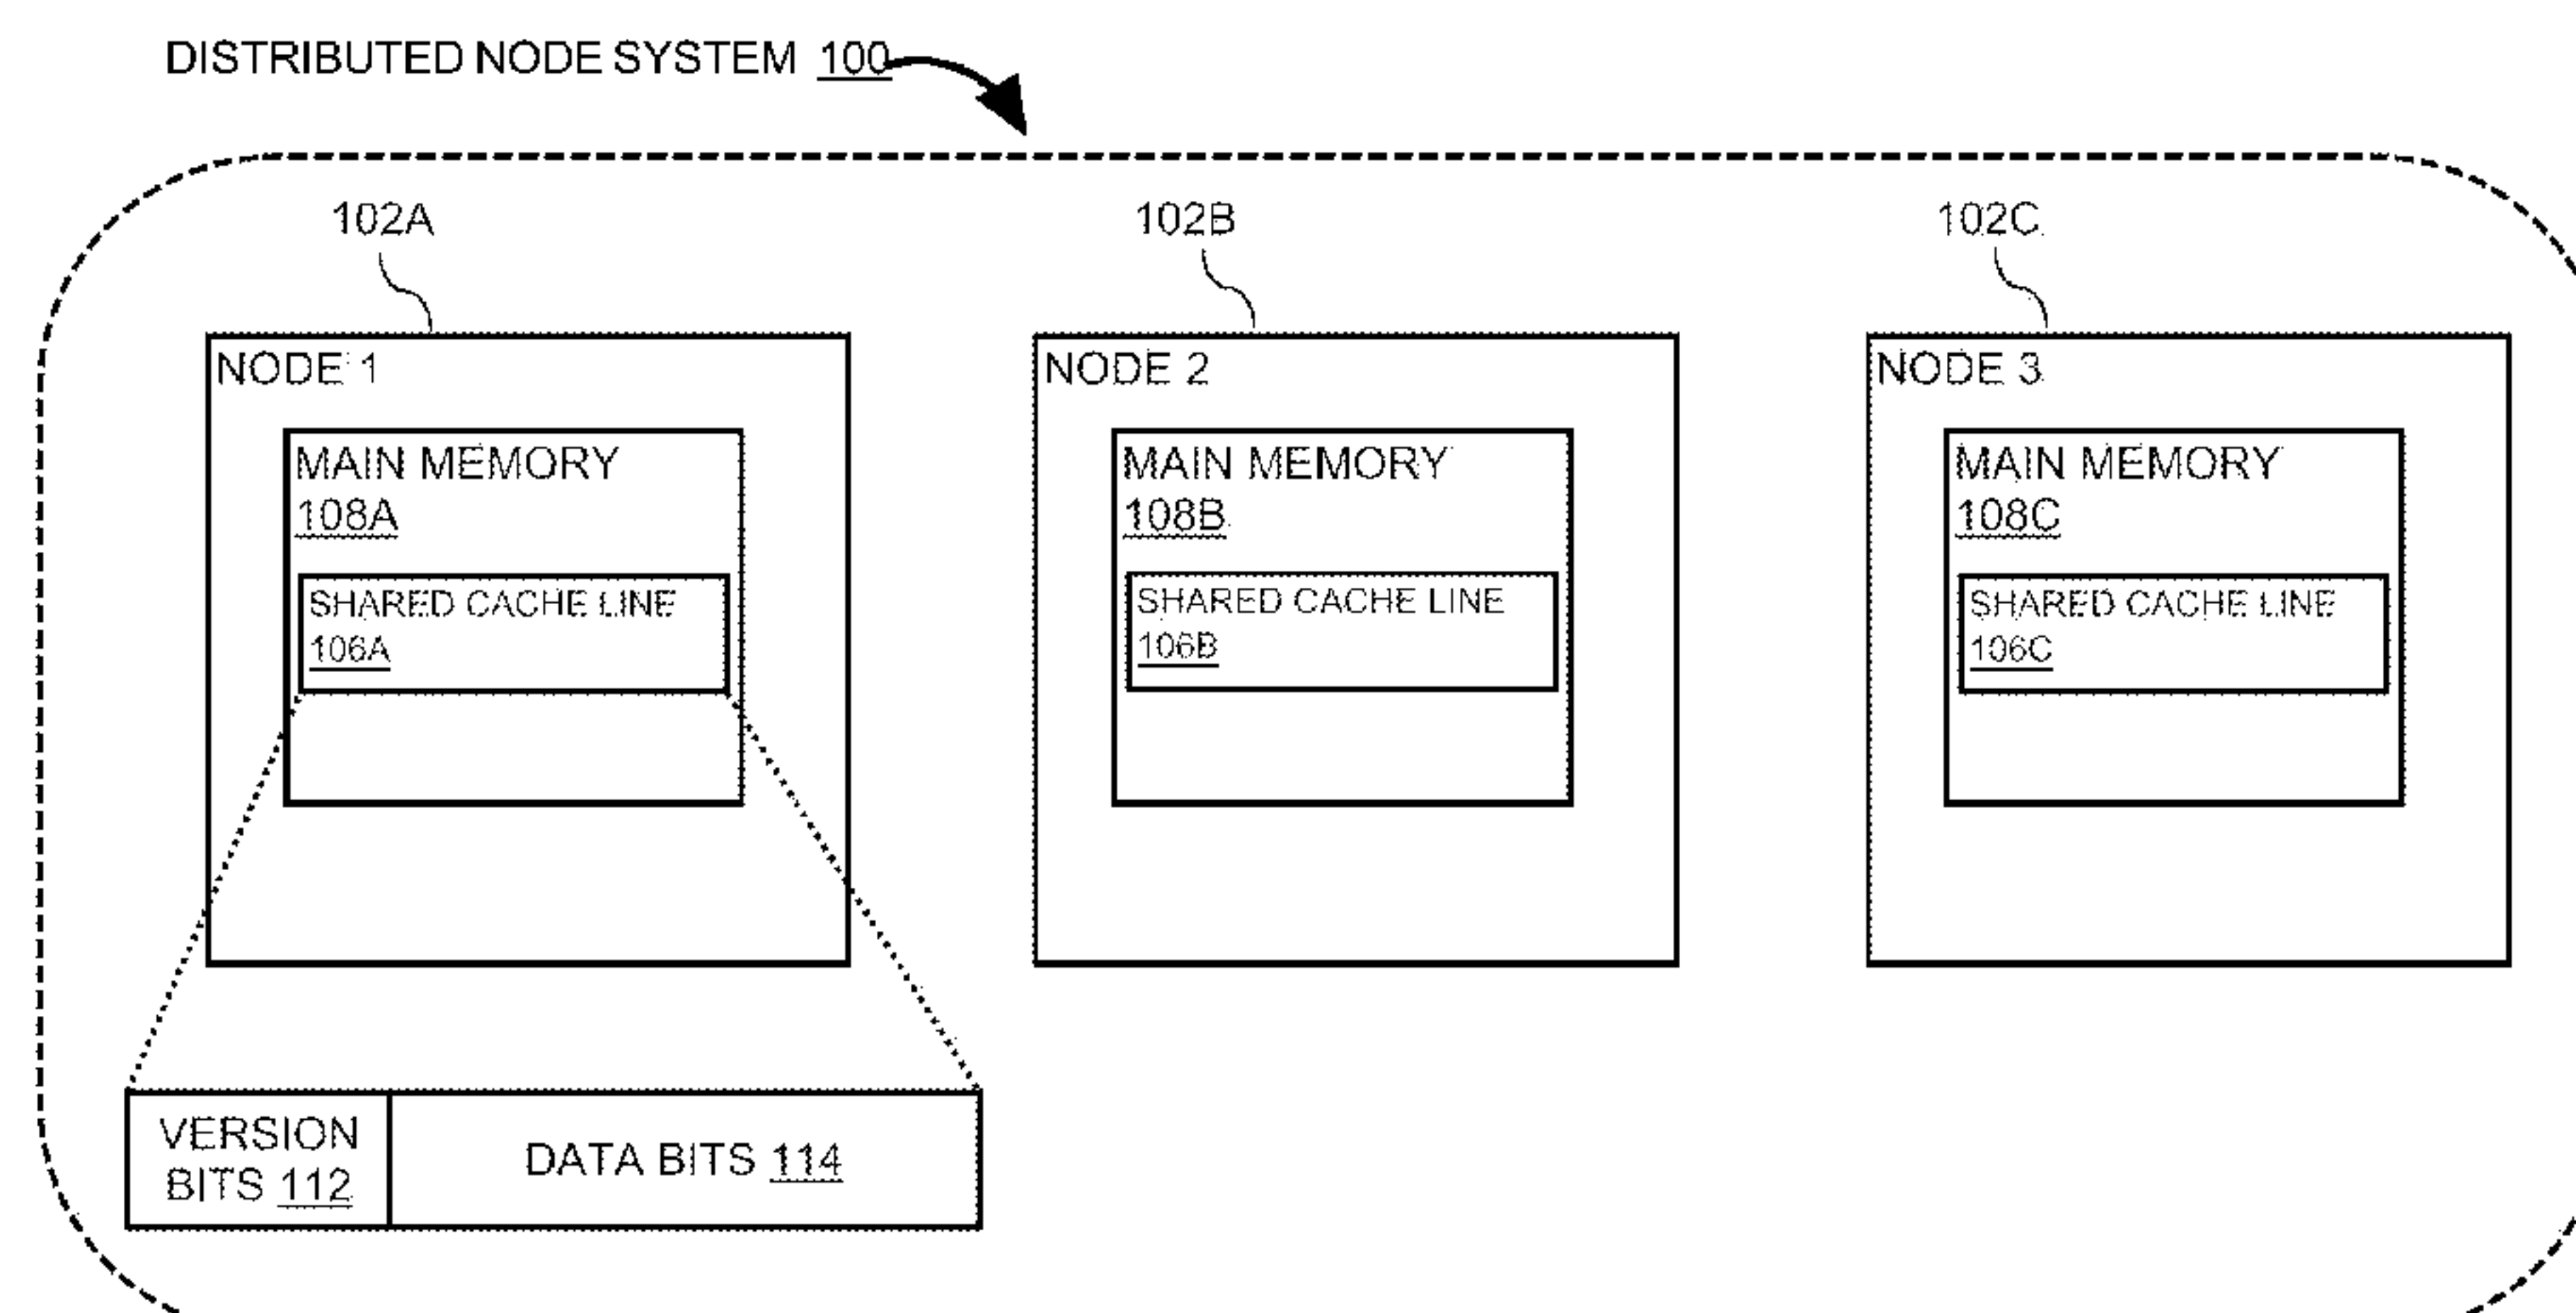 DISTRIBUTED NODE SYSTEM 100
102A
102B
102C
NODE 1
MAIN MEMORY
108A
SHARED CACHE LINE
106A
NODE 2
MAIN MEMORY
108B
SHARED CACHE LINE
106B
NODE 3
MAIN MEMORY
108C
SHARED CACHE LINE
106C
VERSION
BITS 112
DATA BITS 114